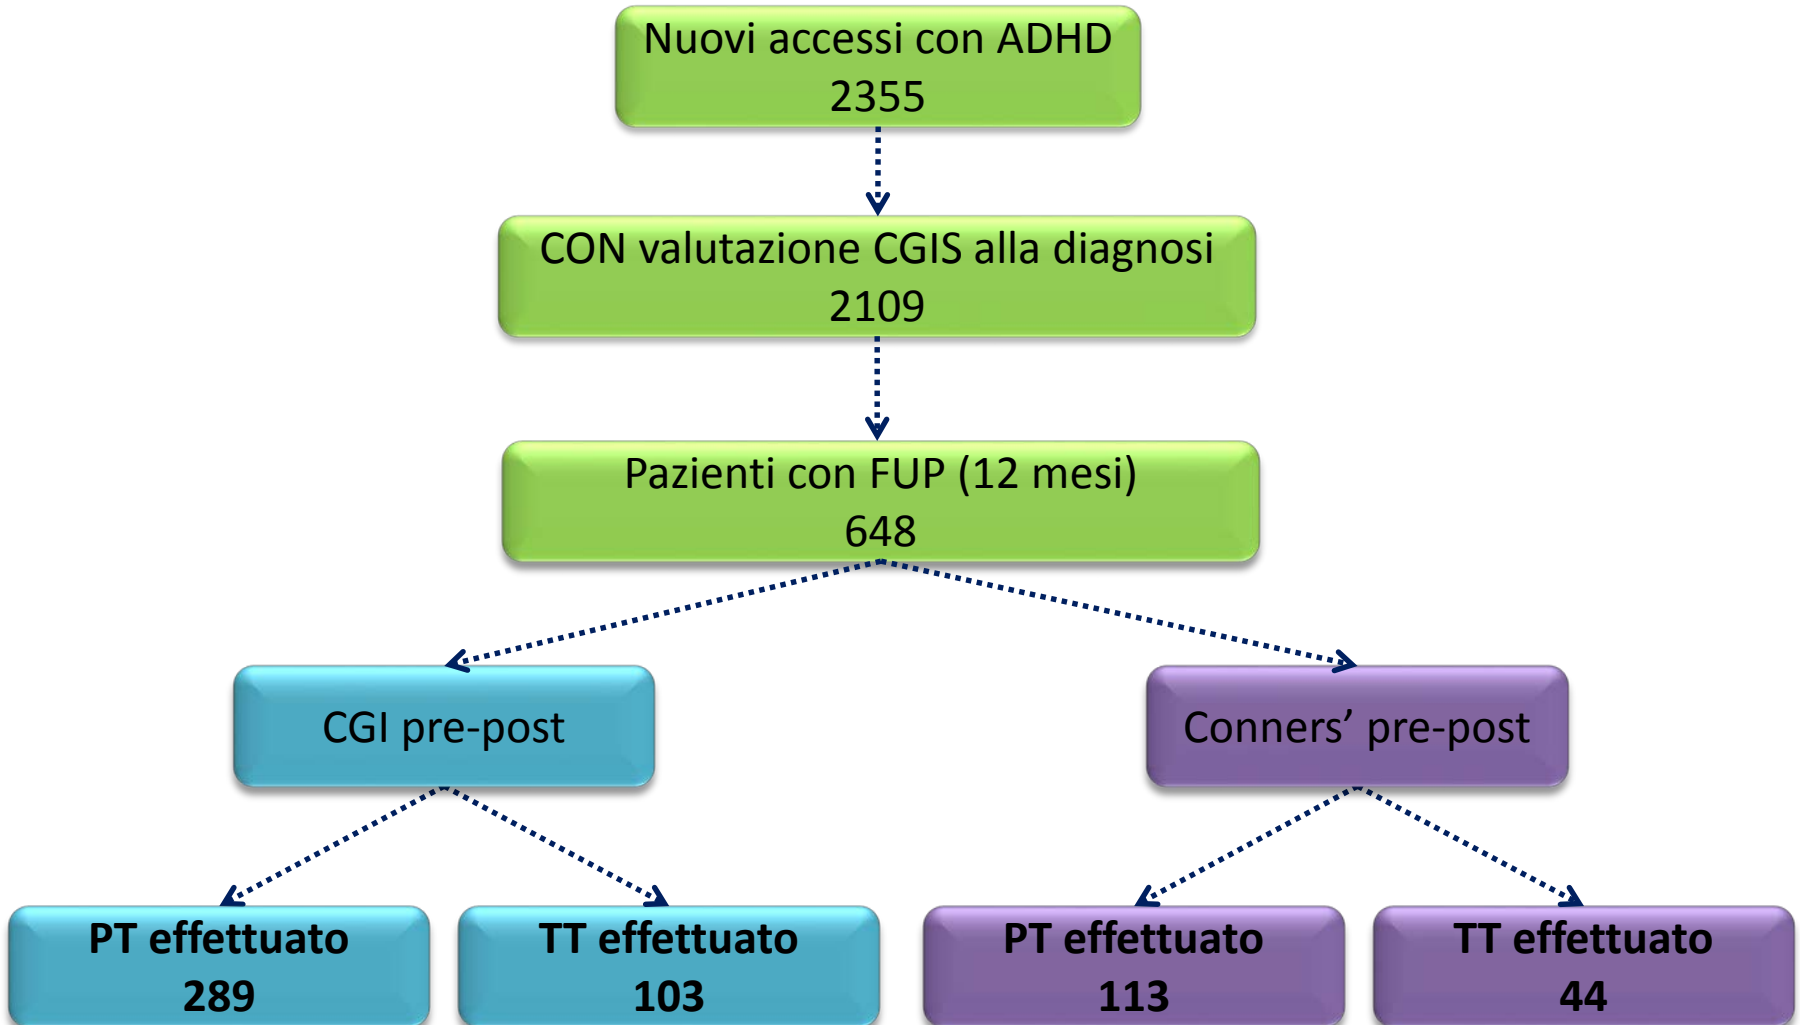 Nuovi accessi con ADHD
2355
CON valutazione CGIS alla diagnosi
2109
Pazienti con FUP (12 mesi)
648
CGI pre-post
Conners’ pre-post
PT effettuato
289
TT effettuato
103
PT effettuato
113
TT effettuato
44